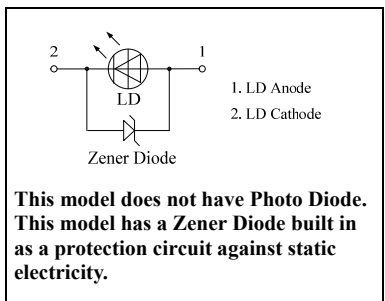 2
1
LD
1. LD Anode
2. LD Cathode
Zener Diode
This model does not have Photo Diode.
This model has a Zener Diode built in
as a protection circuit against static
electricity.